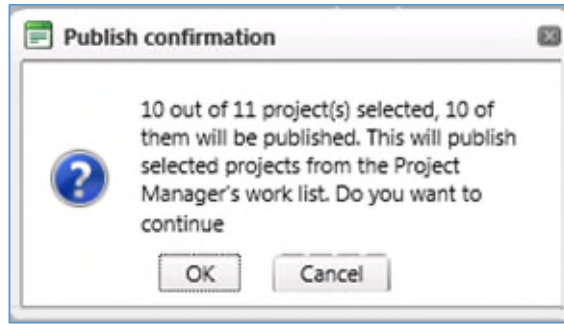 Publish confirmation
10 out of 11 project(s) selected, 10 of
them will be published. This will publish
selected projects from the Project
Manager's work list. Do you want to
continue
OK Cancel